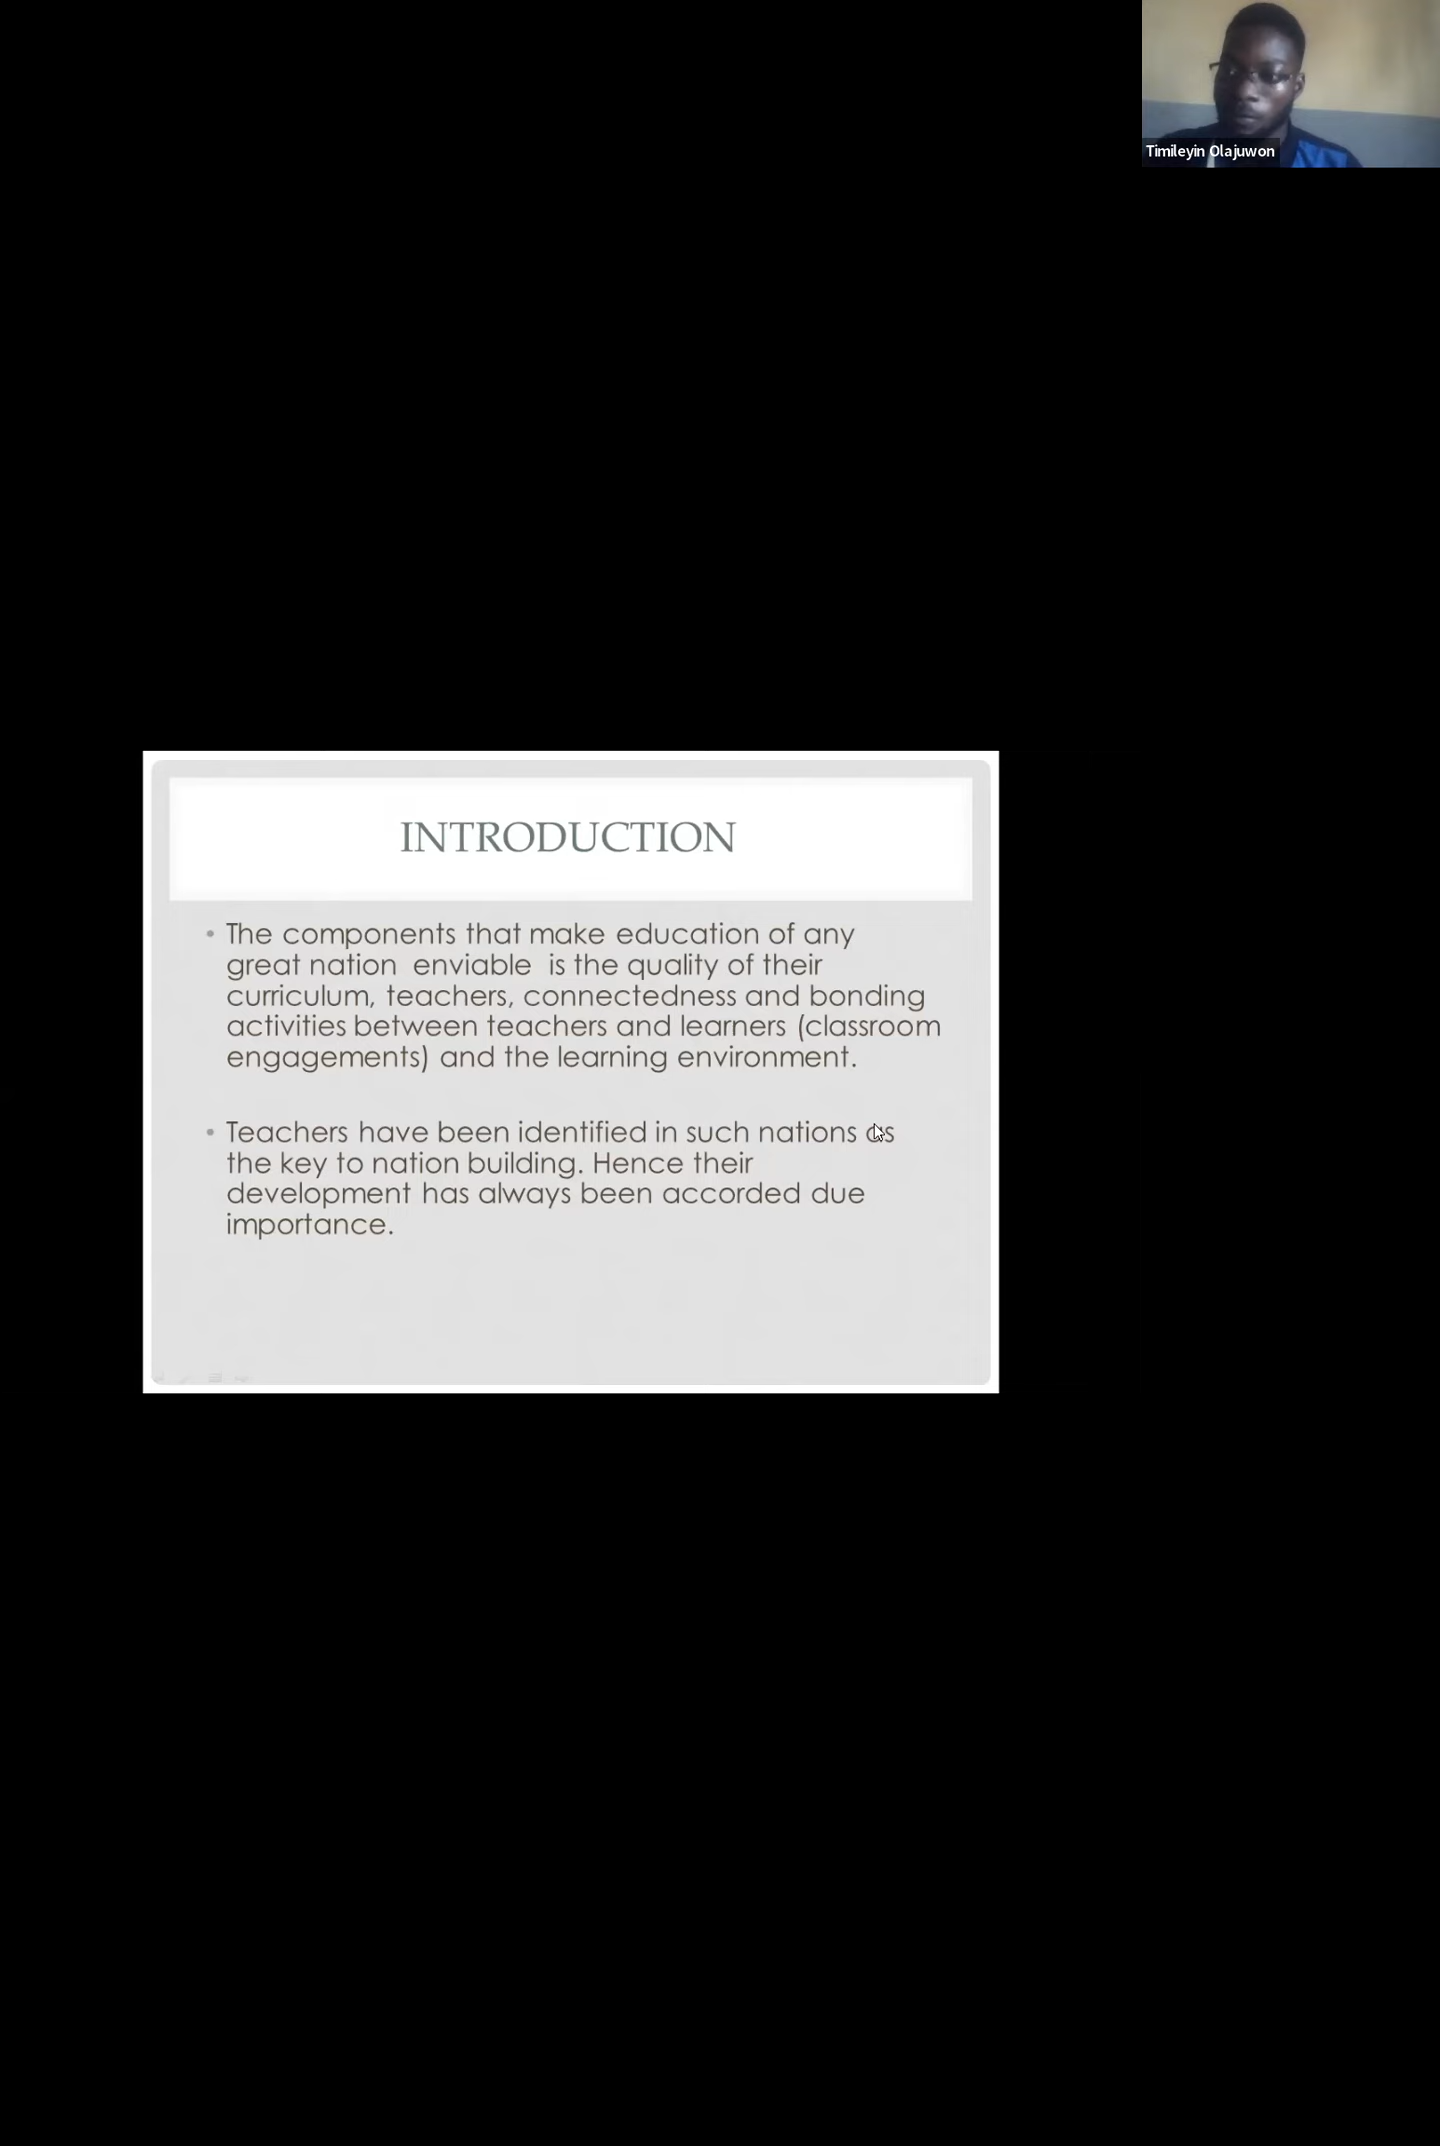 Timileyin Olajuwon
INTRODUCTION
• The components that make education of any
great nation enviable is the quality of their
curriculum, teachers, connectedness and bonding
activities between teachers and learners (classroom
engagements) and the learning environment.
• Teachers have been identified in such nations as
the key to nation building. Hence their
development has always been accorded due
importance.